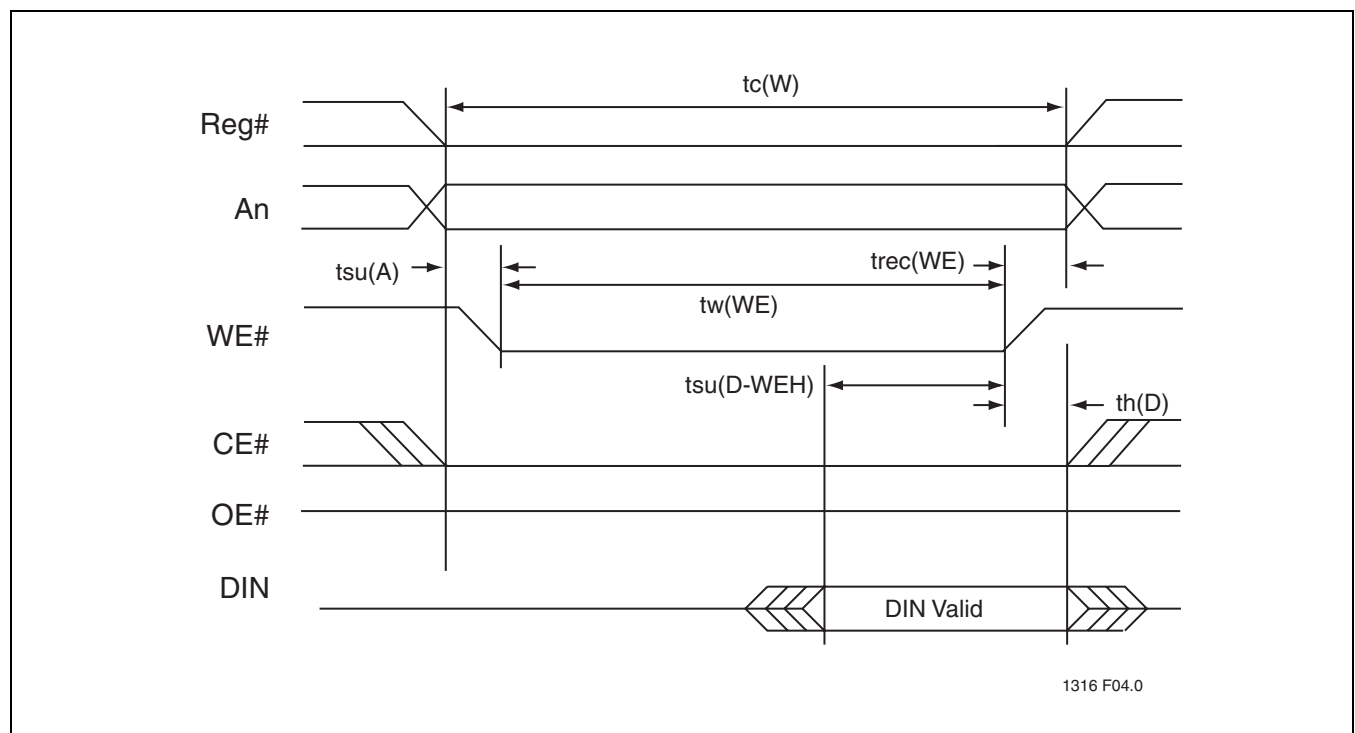 tc(W)
Reg#
An
tsu(A)
trec(WE)
tw(WE)
WE#
tsu(D-WEH)
th(D)
CE#
OE#
DIN
DIN Valid
1316 F04.0